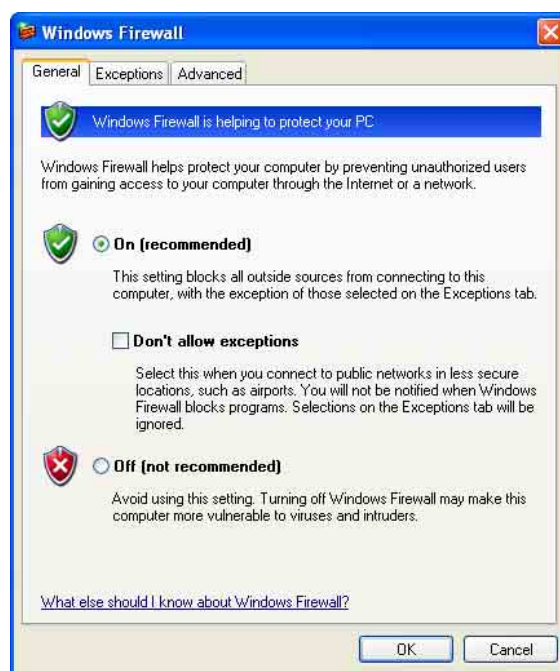 Windows Firewall
General
Exceptions
Advanced
Windows Firewall is helping to protect your PC
Windows Firewall helps protect your computer by preventing unauthorized users
from gaining access to your computer through the Internet or a network.
On (recommended)
This setting blocks all outside sources from connecting to this
computer, with the exception of those selected on the Exceptions tab.
Don't allow exceptions
Select this when you connect to public networks in less secure
locations, such as airports. You will not be notified when Windows
Firewall blocks programs. Selections on the Exceptions tab will be
ignored.
Off (not recommended)
Avoid using this setting. Turning off Windows Firewall may make this
computer more vulnerable to viruses and intruders.
What else should I know about Windows Firewall?
OK
Cancel